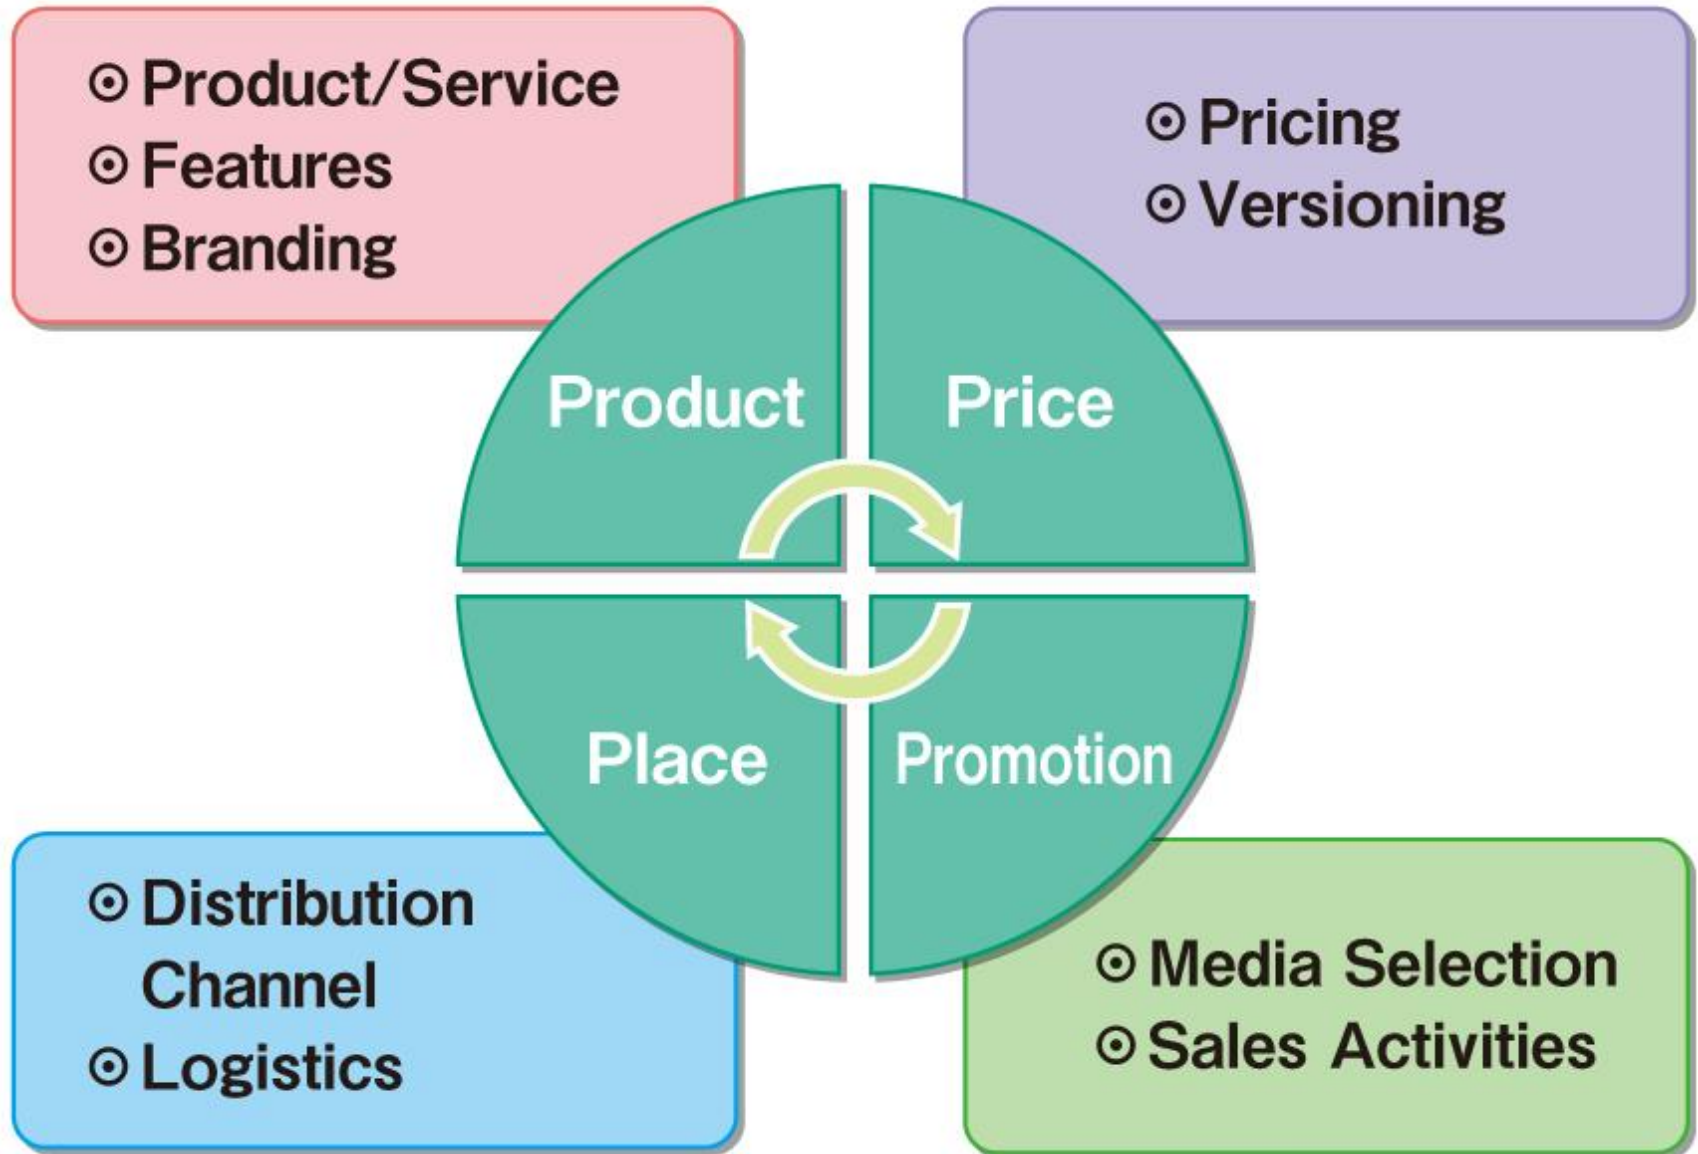 ⊙ Product/Service
⊙ Features
⊙ Branding
⊙ Pricing
⊙ Versioning
Product
Price
Place
Promotion
⊙ Distribution
Channel
⊙ Logistics
⊙ Media Selection
⊙ Sales Activities